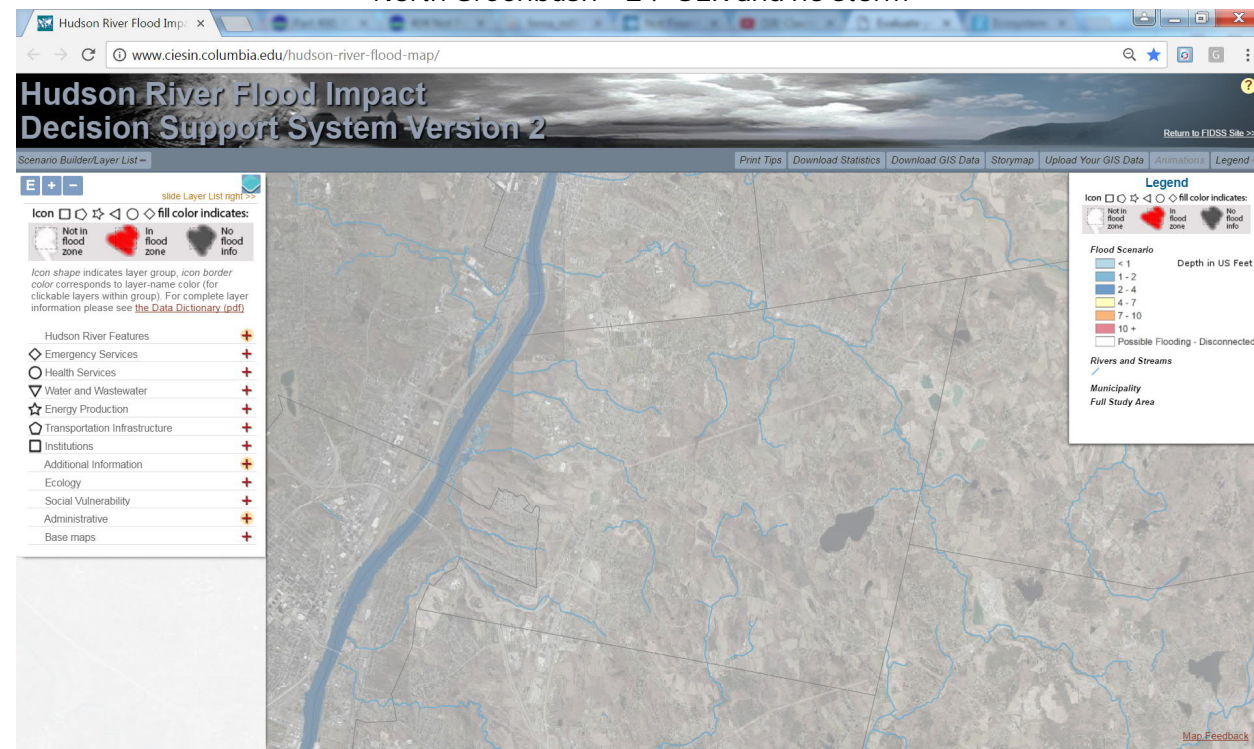 Hudson River Flood Impa
www.ciesin.columbia.edu/hudson-river-flood-map/
Hudson River Flood Impact
Decision Support System Version 2
?
Return to FIDSS Site >>
Scenario Builder/Layer List –
Print Tips Download Statistics Download GIS Data Storymap Upload Your GIS Data Animations Legend
E + –
slide Layer List right >>
Icon fill color indicates:
Not in flood zone
In flood zone
No flood info
Icon shape indicates layer group, icon border
color corresponds to layer-name color (for
clickable layers within group). For complete layer
information please see the Data Dictionary (pdf)
Hudson River Features +
Emergency Services +
Health Services +
Water and Wastewater +
Energy Production +
Transportation Infrastructure +
Institutions +
Additional Information +
Ecology +
Social Vulnerability +
Administrative +
Base maps +
Legend
Icon fill color indicates:
Not in flood zone
In flood zone
No flood info
Flood Scenario
< 1 Depth in US Feet
1 - 2
2 - 4
4 - 7
7 - 10
10 +
Possible Flooding - Disconnected
Rivers and Streams
Municipality
Full Study Area
Map Feedback